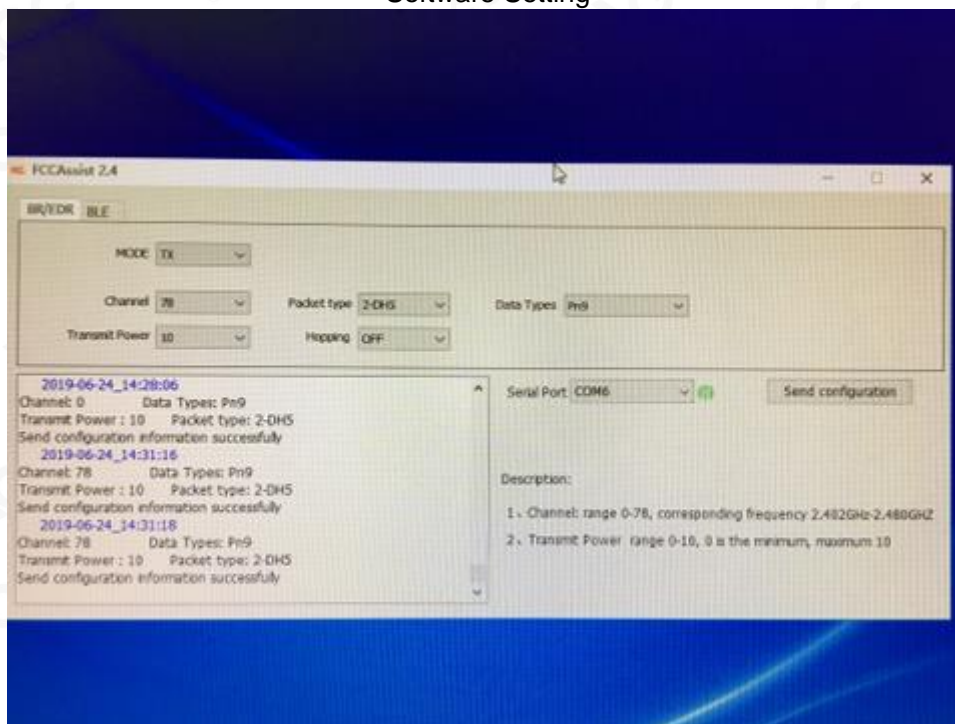 Software Setting
FCCAssist 2.4
BR/EDR BLE
MODE TX
Channel 78 Packet type 2-DH5 Data Types Pn9
Transmit Power 10 Hopping OFF
2019-06-24_14:28:06
Channel: 0 Data Types: Pn9
Transmit Power : 10 Packet type: 2-DH5
Send configuration information successfully
2019-06-24_14:31:16
Channel: 78 Data Types: Pn9
Transmit Power : 10 Packet type: 2-DH5
Send configuration information successfully
2019-06-24_14:31:18
Channel: 78 Data Types: Pn9
Transmit Power : 10 Packet type: 2-DH5
Send configuration information successfully
Serial Port COM6 Send configuration
Description:
1、Channel: range 0-78, corresponding frequency 2.402GHz-2.480GHZ
2、Transmit Power range 0-10, 0 is the minimum, maximum 10